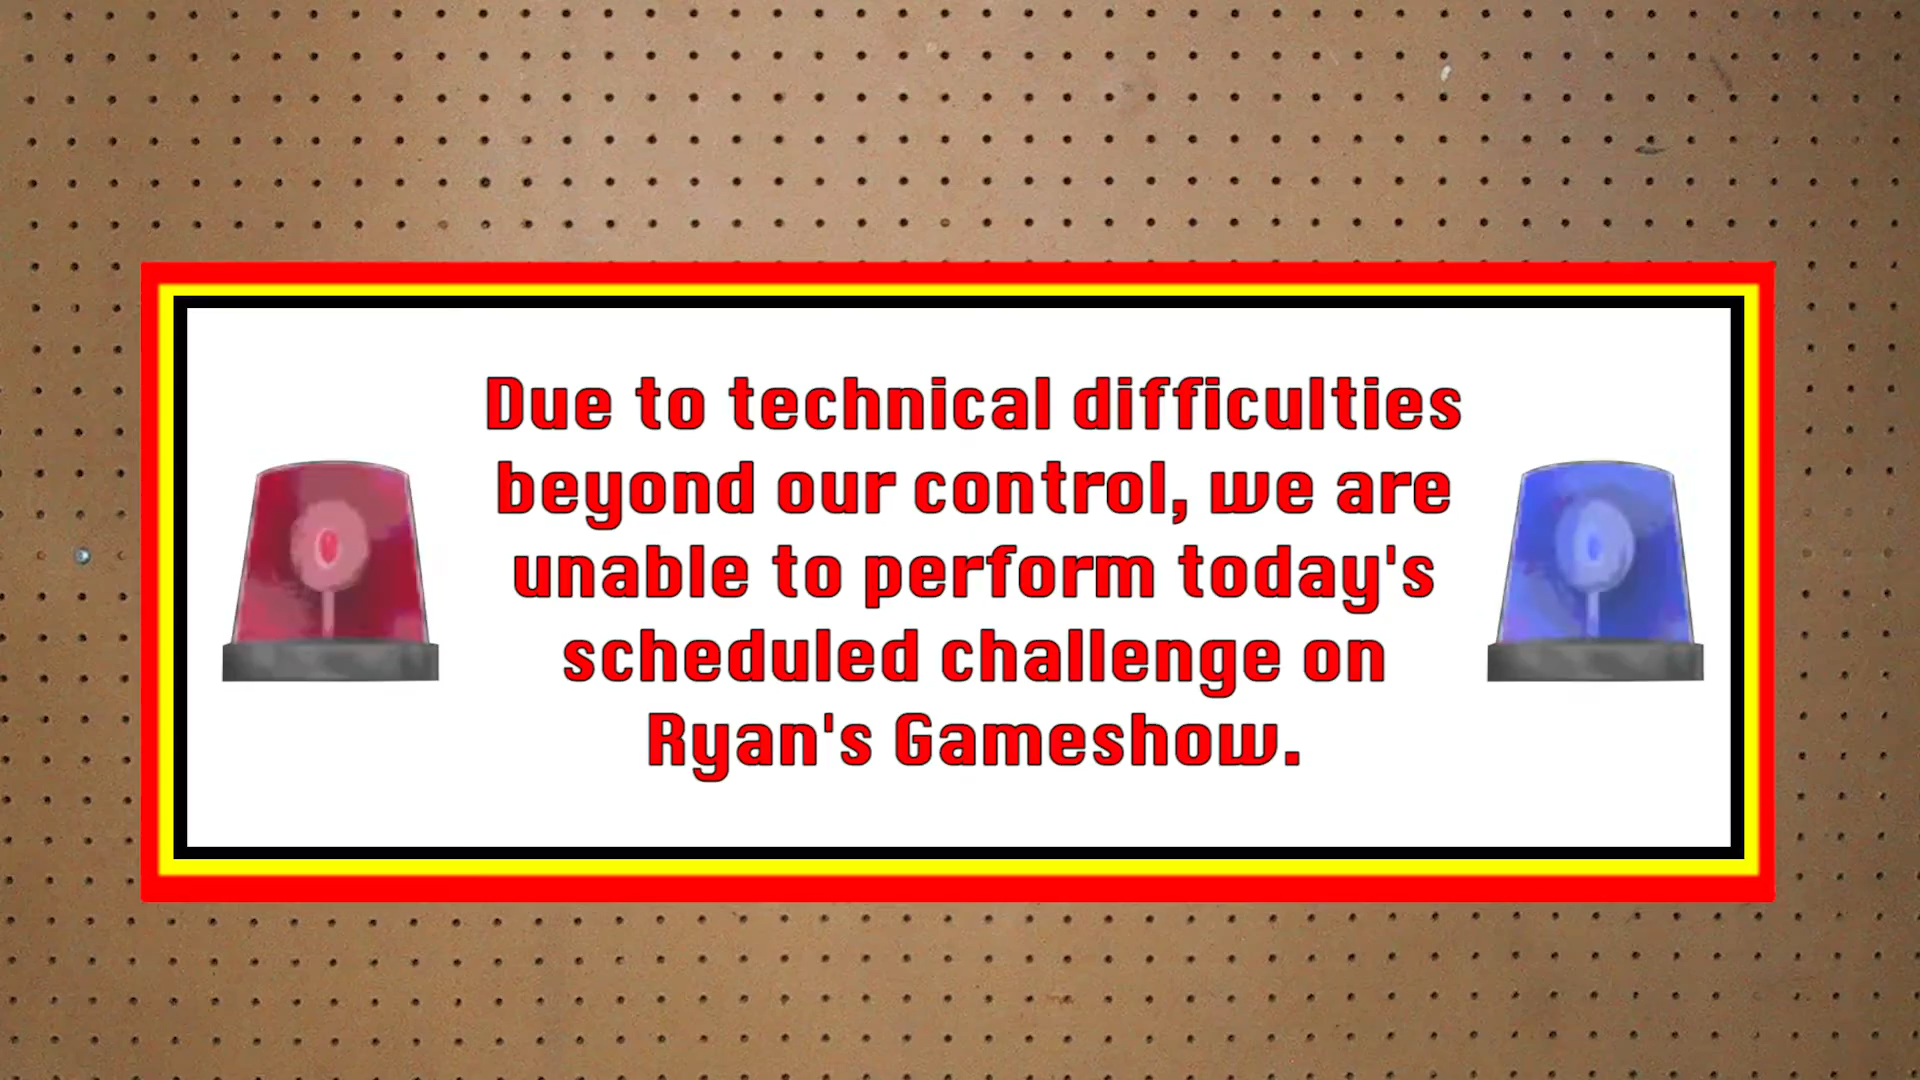 Due to technical difficulties
beyond our control, we are
unable to perform today's
scheduled challenge on
Ryan's Gameshow.